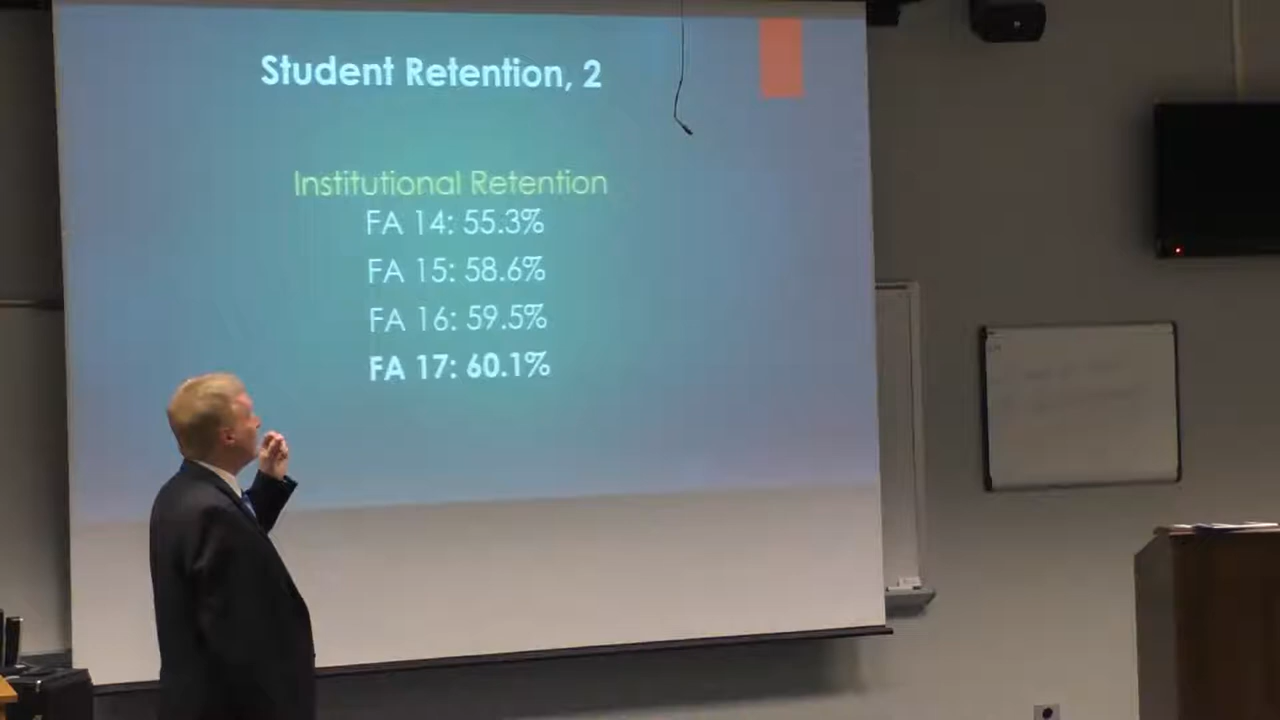 Student Retention, 2
Institutional Retention
FA 14: 55.3%
FA 15: 58.6%
FA 16: 59.5%
FA 17: 60.1%